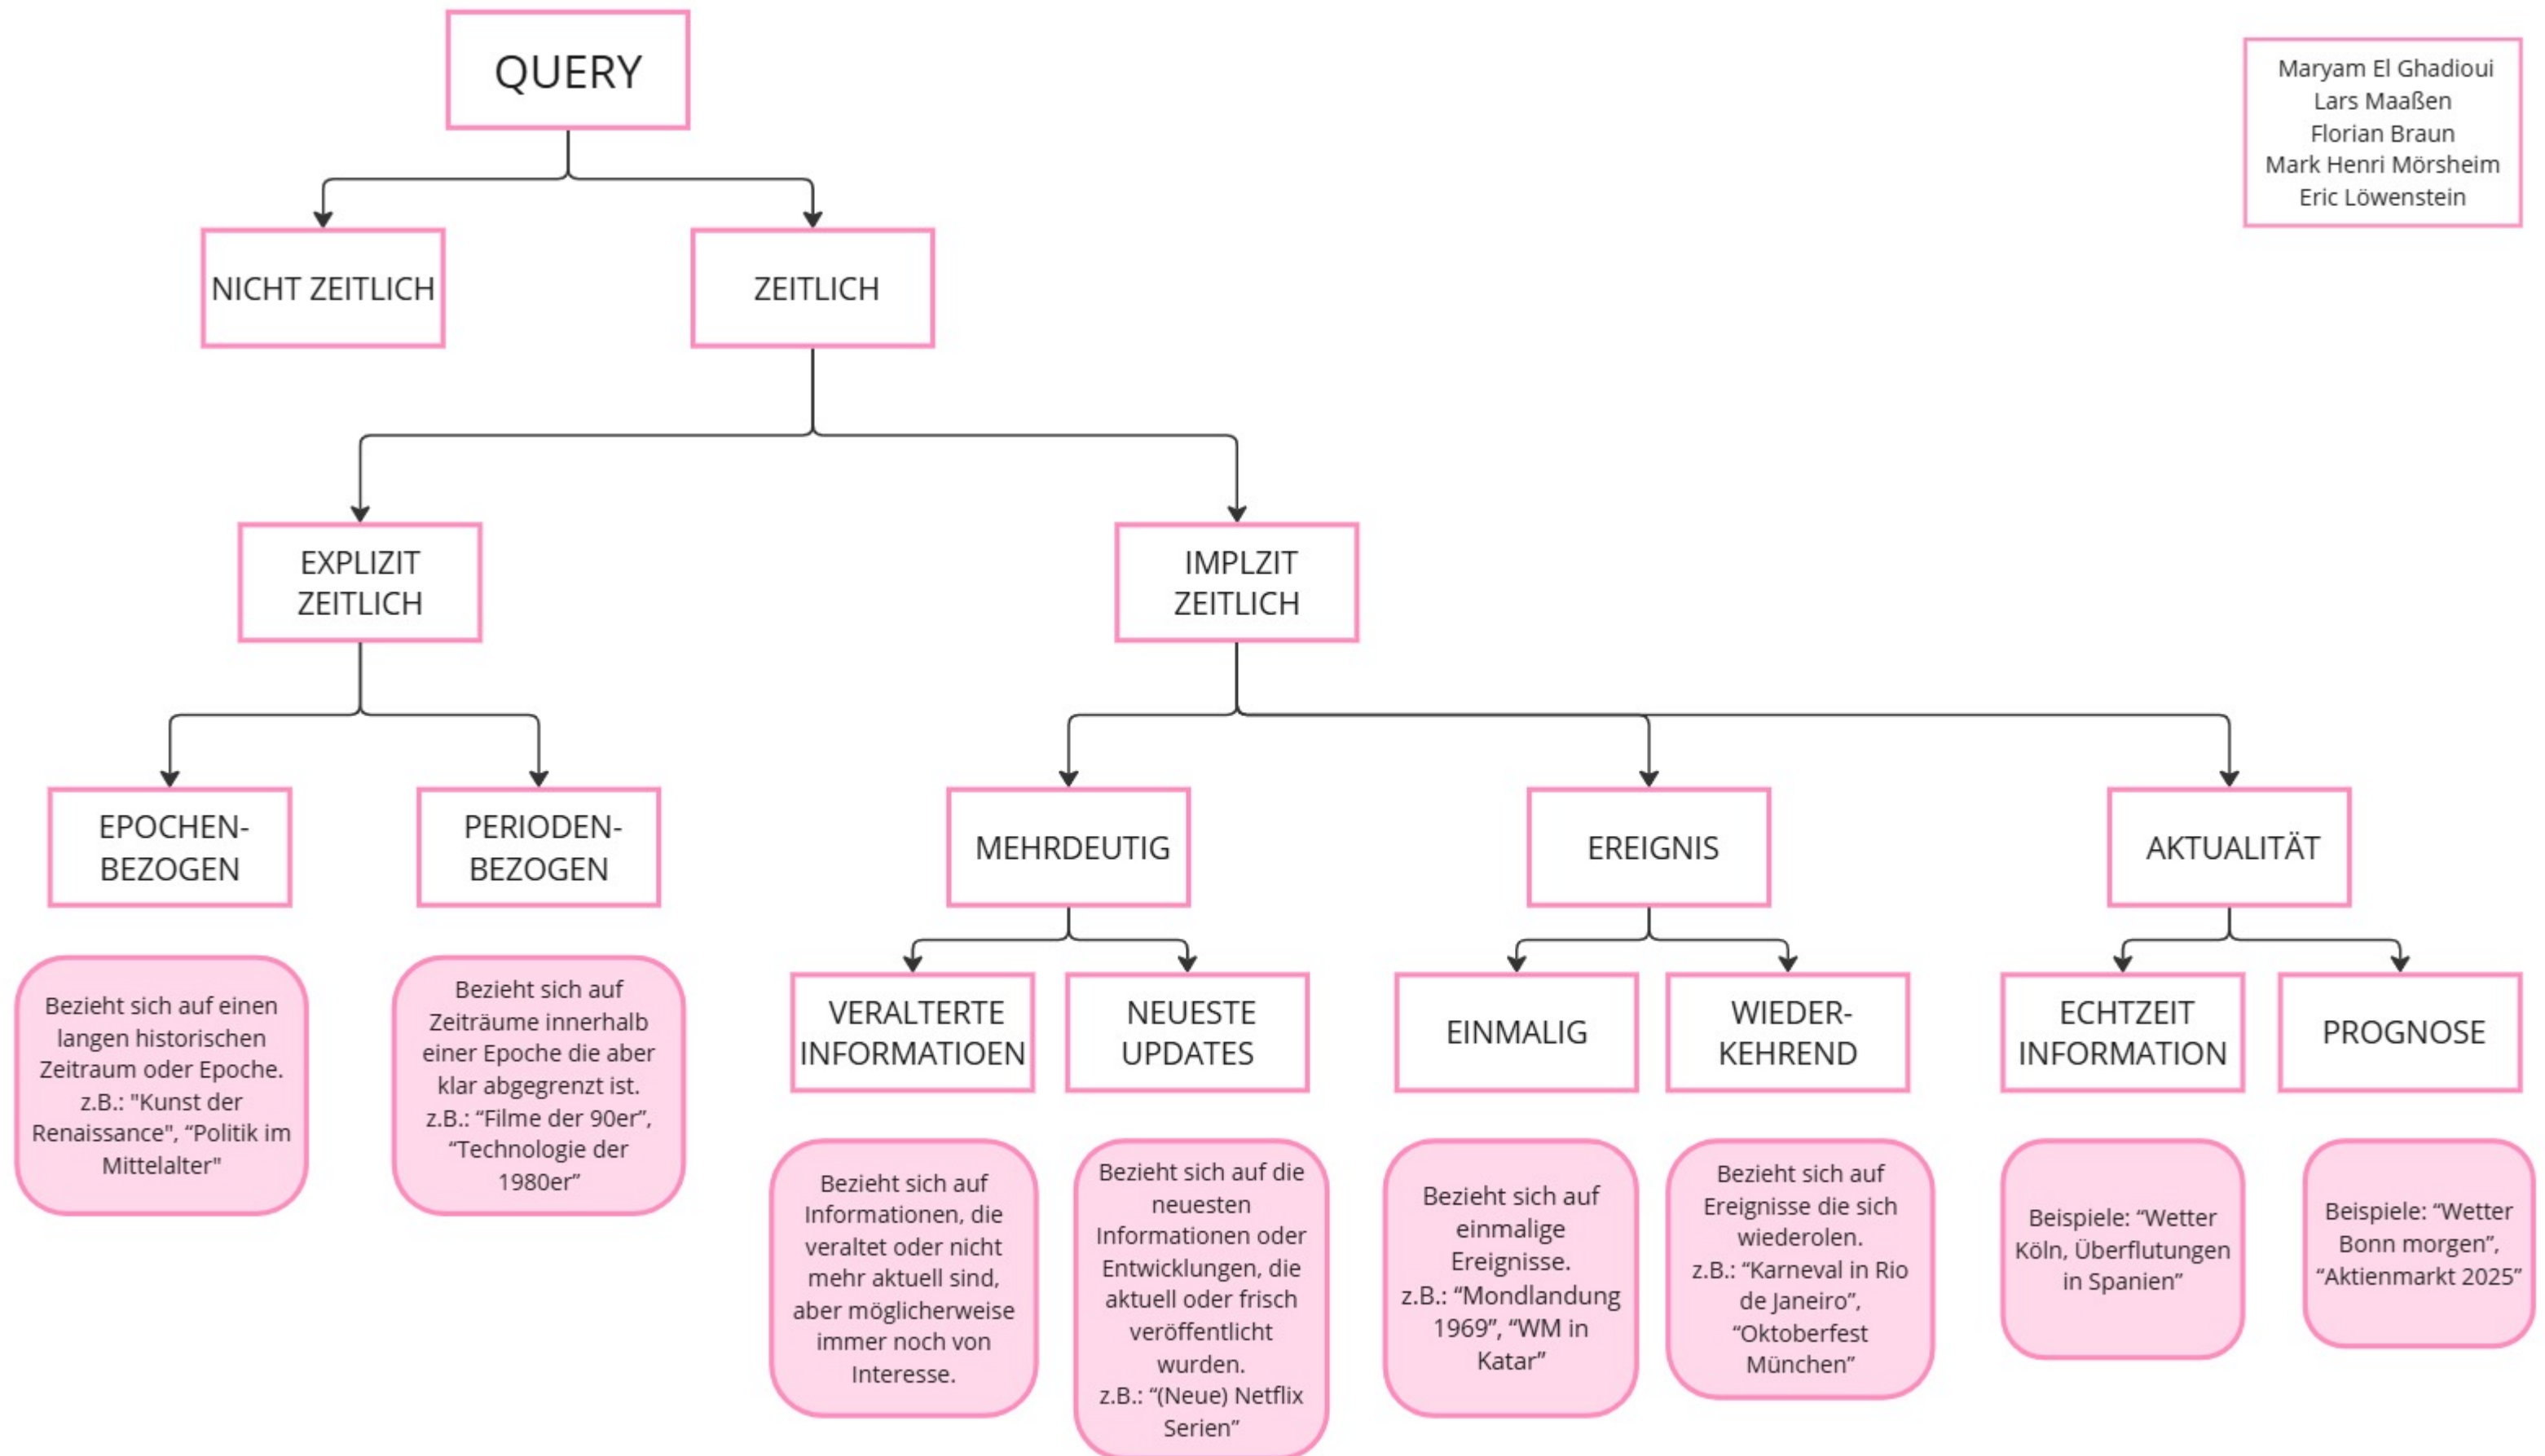 QUERY
Maryam El Ghadioui
Lars Maaßen
Florian Braun
Mark Henri Mörsheim
Eric Löwenstein
NICHT ZEITLICH
ZEITLICH
EXPLIZIT
ZEITLICH
IMPLZIT
ZEITLICH
EPOCHEN-
BEZOGEN
PERIODEN-
BEZOGEN
MEHRDEUTIG
EREIGNIS
AKTUALITÄT
Bezieht sich auf einen
langen historischen
Zeitraum oder Epoche.
z.B.: "Kunst der
Renaissance", “Politik im
Mittelalter"
Bezieht sich auf
Zeiträume innerhalb
einer Epoche die aber
klar abgegrenzt ist.
z.B.: “Filme der 90er”,
“Technologie der
1980er”
VERALTERTE
INFORMATIOEN
NEUESTE
UPDATES
EINMALIG
WIEDER-
KEHREND
ECHTZEIT
INFORMATION
PROGNOSE
Bezieht sich auf
Informationen, die
veraltet oder nicht
mehr aktuell sind,
aber möglicherweise
immer noch von
Interesse.
Bezieht sich auf die
neuesten
Informationen oder
Entwicklungen, die
aktuell oder frisch
veröffentlicht
wurden.
z.B.: “(Neue) Netflix
Serien”
Bezieht sich auf
einmalige
Ereignisse.
z.B.: “Mondlandung
1969”, “WM in
Katar”
Bezieht sich auf
Ereignisse die sich
wiederolen.
z.B.: “Karneval in Rio
de Janeiro”,
“Oktoberfest
München”
Beispiele: “Wetter
Köln, Überflutungen
in Spanien”
Beispiele: “Wetter
Bonn morgen”,
“Aktienmarkt 2025”